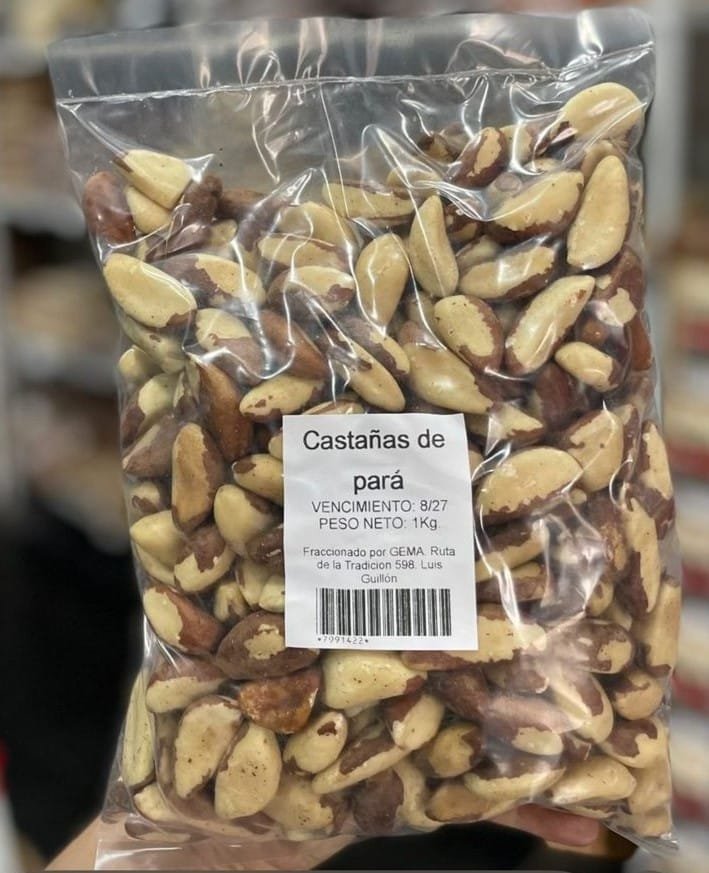 Castañas de
pará
VENCIMIENTO: 8/27
PESO NETO: 1Kg.
Fraccionado por GEMA. Ruta
de la Tradicion 598. Luis
Guillón
*7991422*